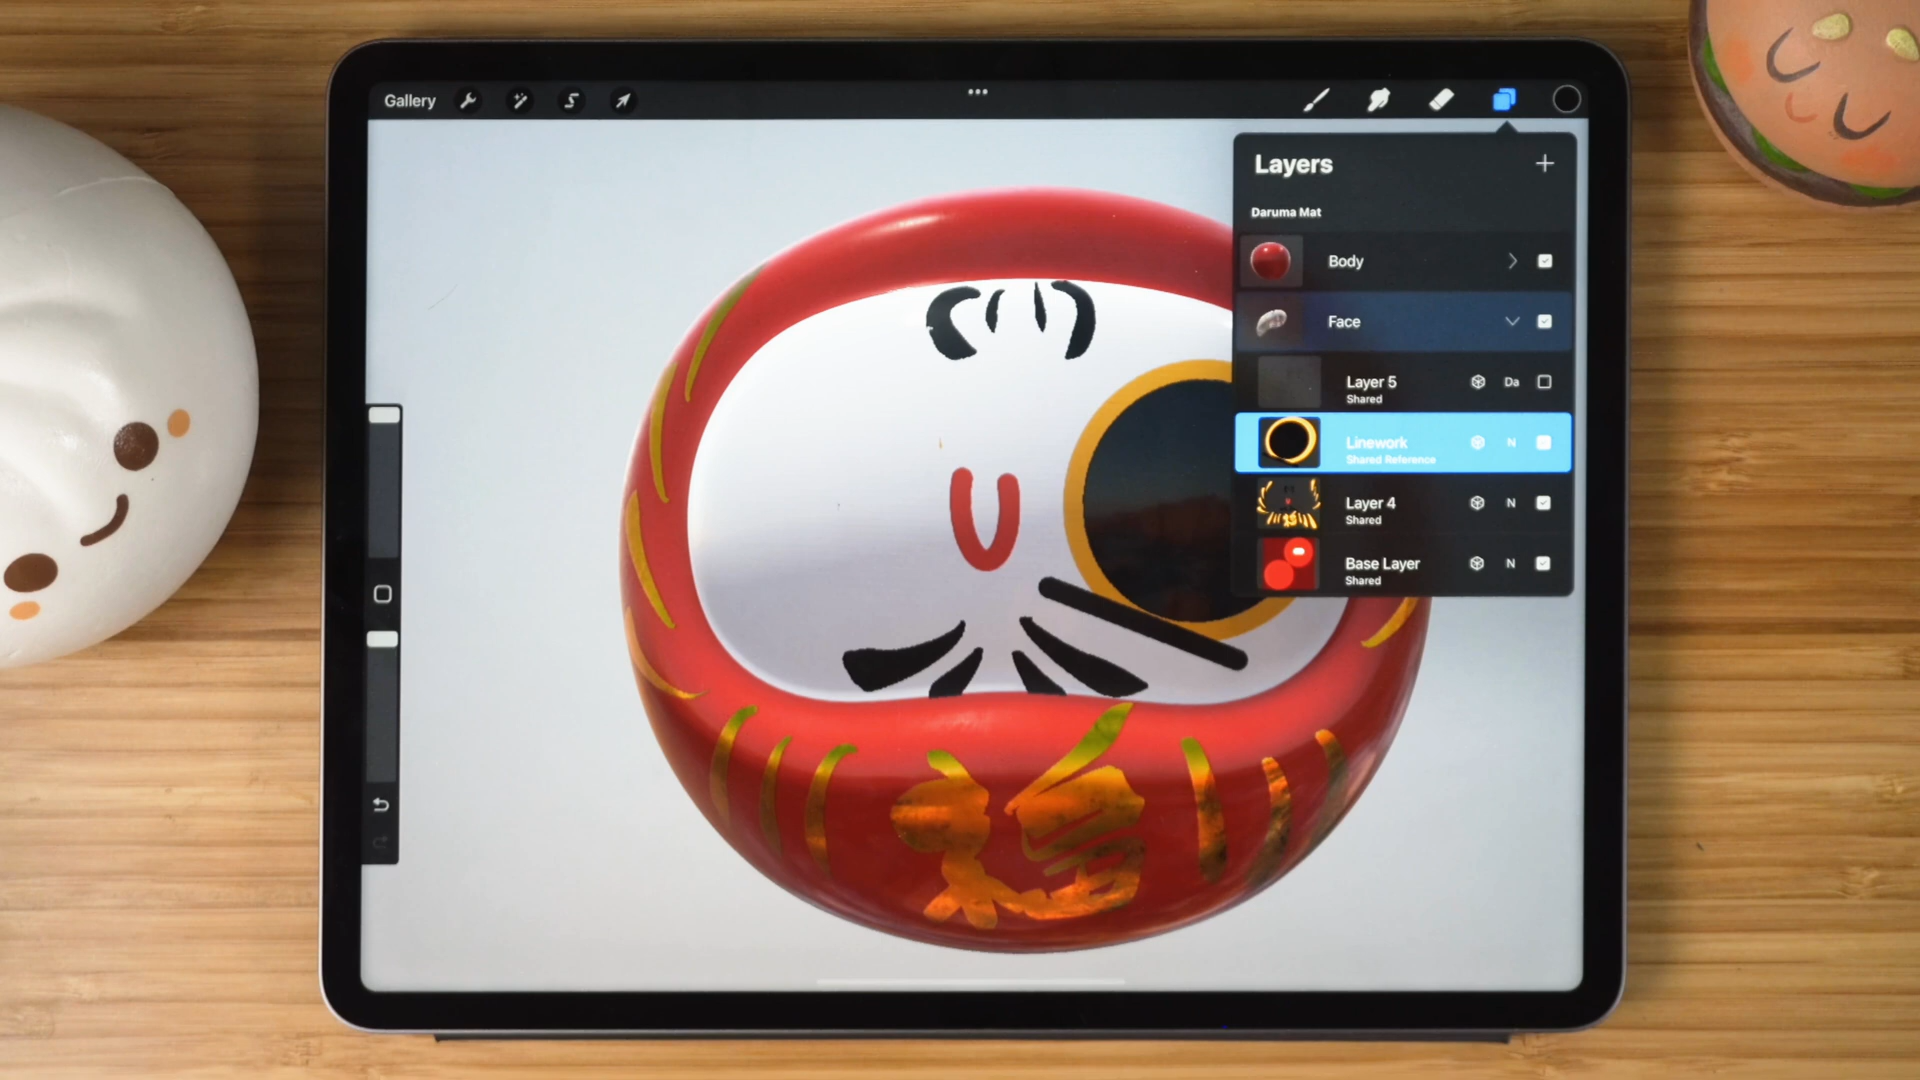 Gallery
Layers
Daruma Mat
Body
Face
Layer 5
Da
Shared
Linework
N
Shared Reference
Layer 4
N
Shared
Base Layer
N
Shared